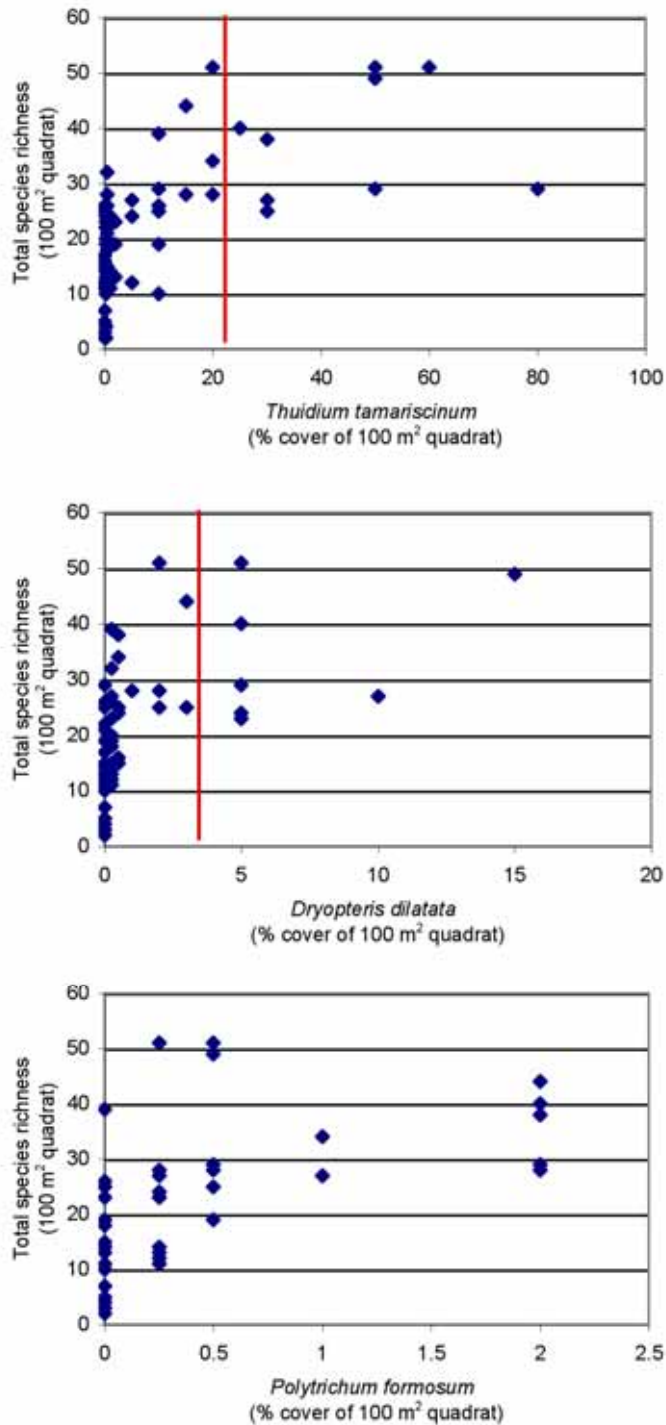 Total species richness
(100 m² quadrat)
60
50
40
30
20
10
0
0 20 40 60 80 100
Thuidium tamariscinum
(% cover of 100 m² quadrat)
Total species richness
(100 m² quadrat)
60
50
40
30
20
10
0
0 5 10 15 20
Dryopteris dilatata
(% cover of 100 m² quadrat)
Total species richness
(100 m² quadrat)
60
50
40
30
20
10
0
0 0.5 1 1.5 2 2.5
Polytrichum formosum
(% cover of 100 m² quadrat)